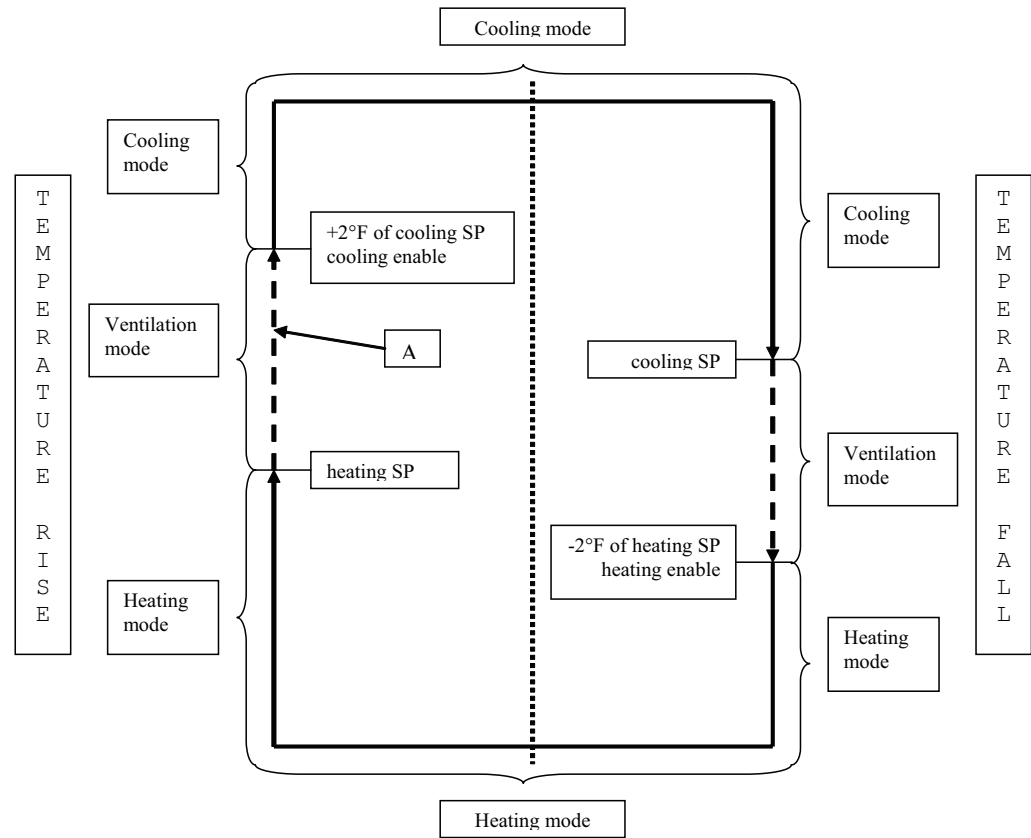 Cooling mode
Cooling
mode
T
E
M
P
E
R
A
T
U
R
E
R
I
S
E
+2°F of cooling SP
cooling enable
Ventilation
mode
A
heating SP
Heating
mode
Cooling
mode
cooling SP
Ventilation
mode
-2°F of heating SP
heating enable
Heating
mode
T
E
M
P
E
R
A
T
U
R
E
F
A
L
L
Heating mode